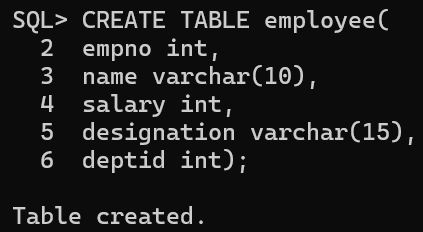 SQL> CREATE TABLE employee(
  2  empno int,
  3  name varchar(10),
  4  salary int,
  5  designation varchar(15),
  6  deptid int);

Table created.